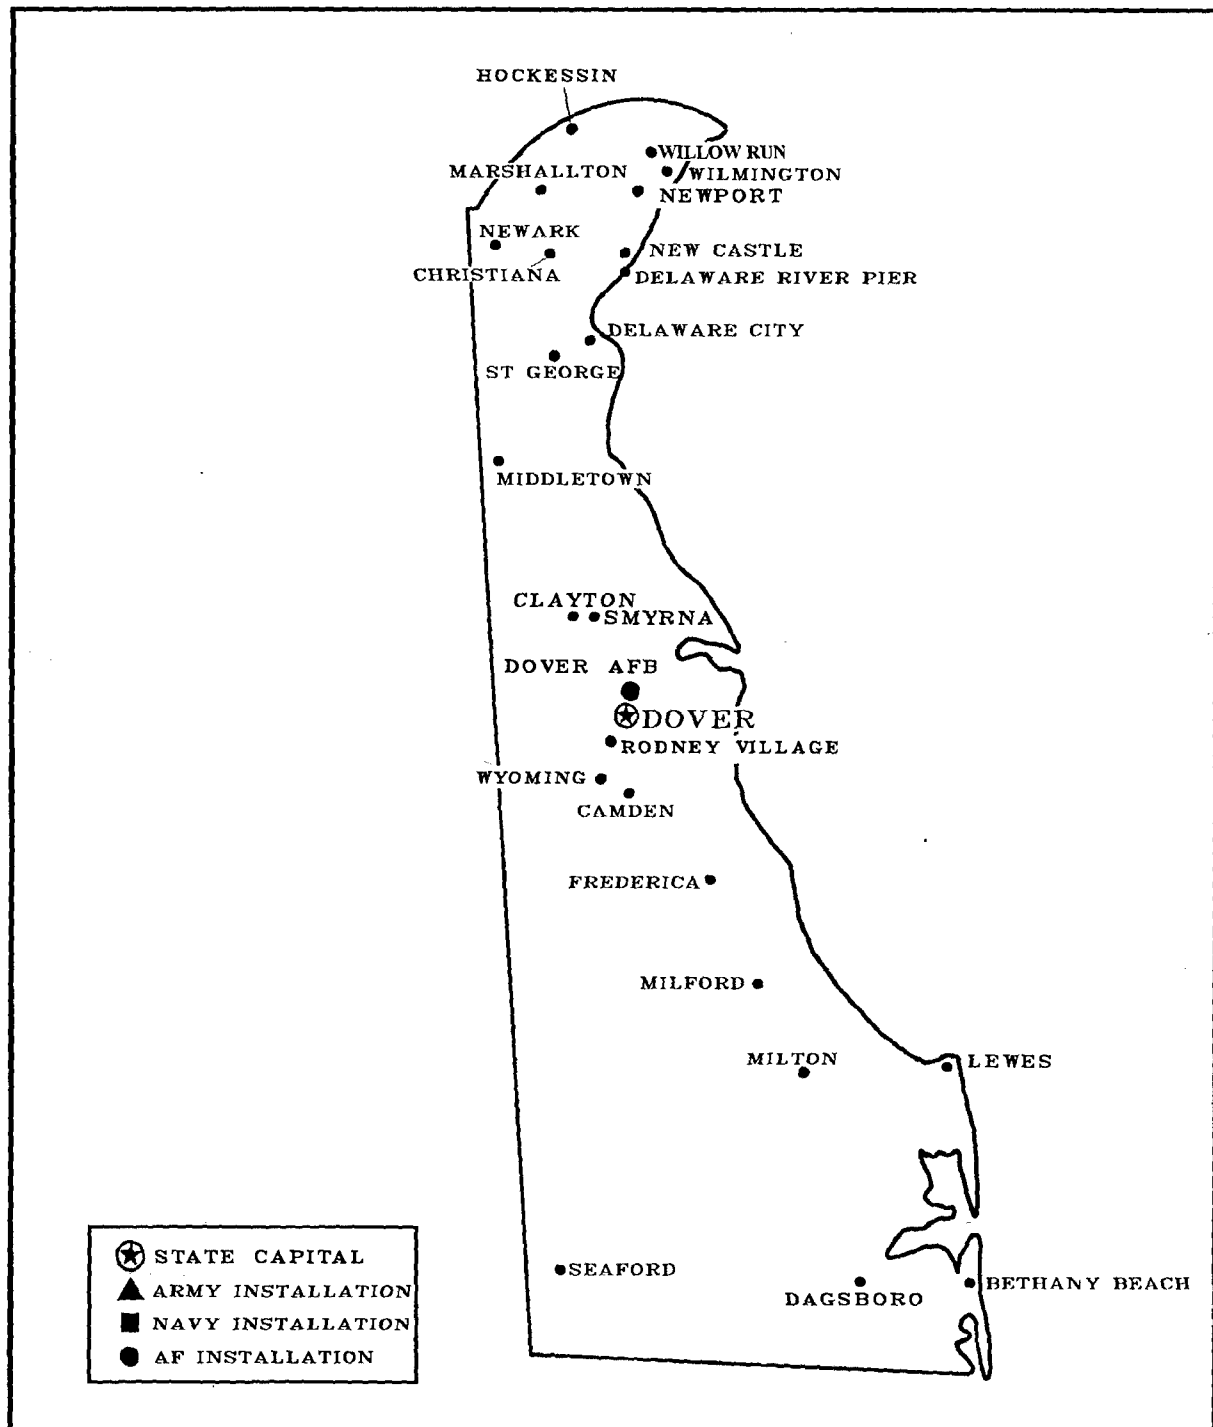 HOCKESSIN
WILLOW RUN
MARSHALLTON
WILMINGTON
NEWPORT
NEWARK
NEW CASTLE
CHRISTIANA
DELAWARE RIVER PIER
DELAWARE CITY
ST GEORGE
MIDDLETOWN
CLAYTON
SMYRNA
DOVER AFB
DOVER
RODNEY VILLAGE
WYOMING
CAMDEN
FREDERICA
MILFORD
MILTON
LEWES
SEAFORD
DAGSBORO
BETHANY BEACH
STATE CAPITAL
ARMY INSTALLATION
NAVY INSTALLATION
AF INSTALLATION